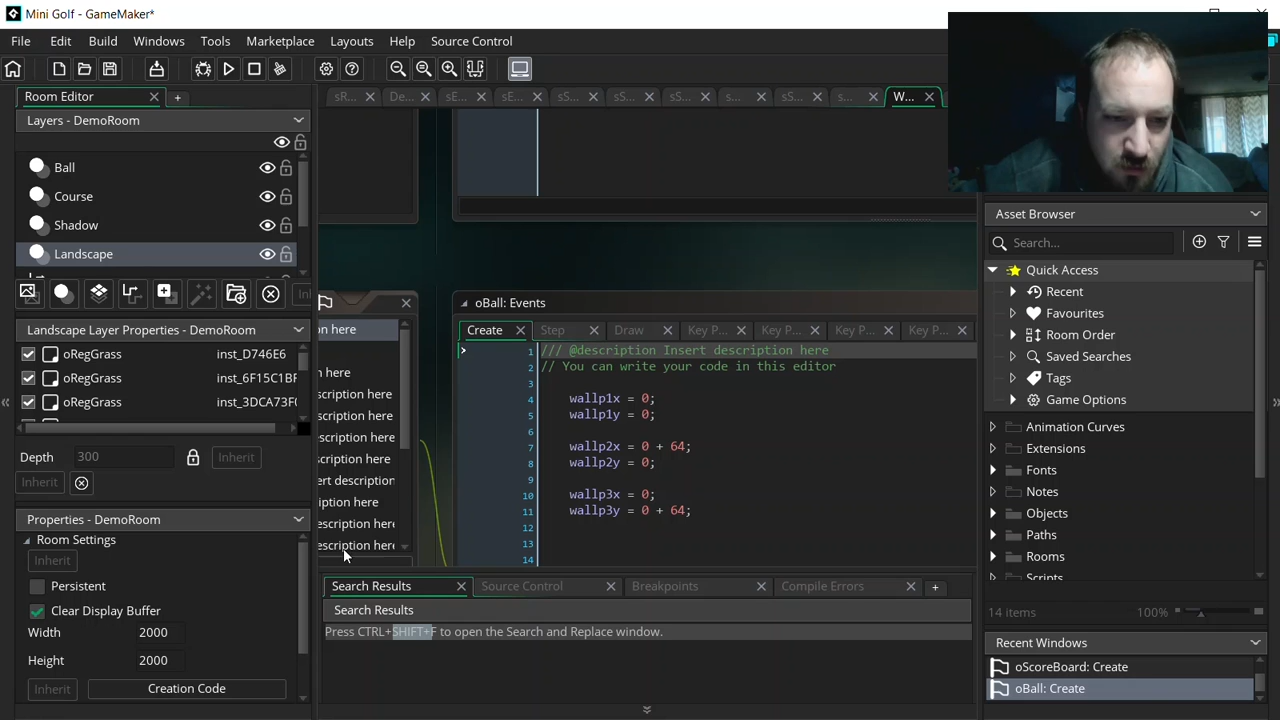 Mini Golf - GameMaker*
File Edit Build Windows Tools Marketplace Layouts Help Source Control
Room Editor
sR... De... sE... sE... sS... sS... sS... s... sS... s... W...
Layers - DemoRoom
Ball
Course
Shadow
Landscape
Landscape Layer Properties - DemoRoom
oRegGrass inst_D746E6
oRegGrass inst_6F15C1BF
oRegGrass inst_3DCA73F0
Depth 300 Inherit
Inherit
Properties - DemoRoom
Room Settings
Inherit
Persistent
Clear Display Buffer
Width 2000
Height 2000
Inherit Creation Code
on here
n here
scription here
escription here
escription here
scription here
ert description
iption here
escription here
escription here
oBall: Events
Create Step Draw Key P... Key P... Key P... Key P...
1 /// @description Insert description here
2 // You can write your code in this editor
3
4 wallp1x = 0;
5 wallp1y = 0;
6
7 wallp2x = 0 + 64;
8 wallp2y = 0;
9
10 wallp3x = 0;
11 wallp3y = 0 + 64;
12
13
14
Search Results Source Control Breakpoints Compile Errors
Search Results
Press CTRL+SHIFT+F to open the Search and Replace window.
Asset Browser
Search...
Quick Access
Recent
Favourites
Room Order
Saved Searches
Tags
Game Options
Animation Curves
Extensions
Fonts
Notes
Objects
Paths
Rooms
Scripts
14 items 100%
Recent Windows
oScoreBoard: Create
oBall: Create